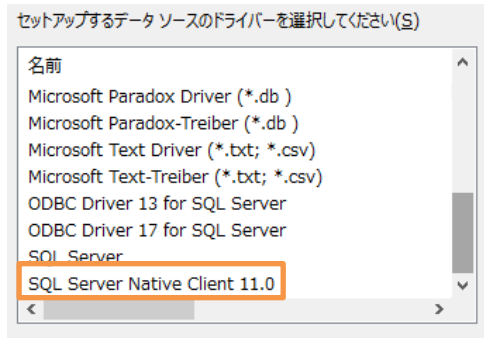 セットアップするデータ ソースのドライバーを選択してください(S)
名前
Microsoft Paradox Driver (*.db )
Microsoft Paradox-Treiber (*.db )
Microsoft Text Driver (*.txt; *.csv)
Microsoft Text-Treiber (*.txt; *.csv)
ODBC Driver 13 for SQL Server
ODBC Driver 17 for SQL Server
SQL Server
SQL Server Native Client 11.0